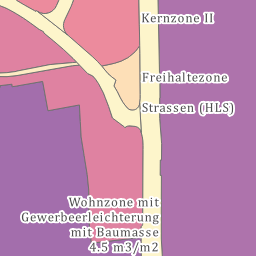 Kernzone II
Freihaltezone
Strassen (HLS)
Wohnzone mit
Gewerbeerleichterung
mit Baumasse
4.5 m3/m2